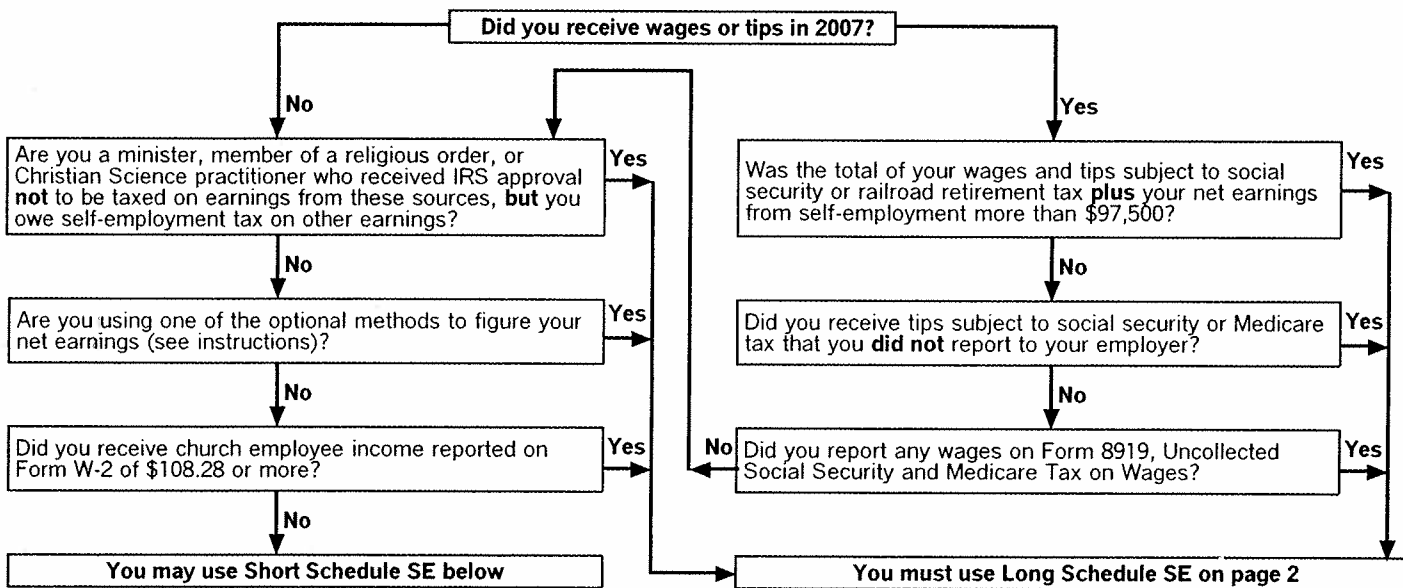 Did you receive wages or tips in 2007?
No
Yes
Are you a minister, member of a religious order, or
Christian Science practitioner who received IRS approval
not to be taxed on earnings from these sources, but you
owe self-employment tax on other earnings?
Yes
Was the total of your wages and tips subject to social
security or railroad retirement tax plus your net earnings
from self-employment more than $97,500?
Yes
No
No
Are you using one of the optional methods to figure your
net earnings (see instructions)?
Yes
Did you receive tips subject to social security or Medicare
tax that you did not report to your employer?
Yes
No
No
Did you receive church employee income reported on
Form W-2 of $108.28 or more?
Yes
No
Did you report any wages on Form 8919, Uncollected
Social Security and Medicare Tax on Wages?
Yes
No
You may use Short Schedule SE below
You must use Long Schedule SE on page 2